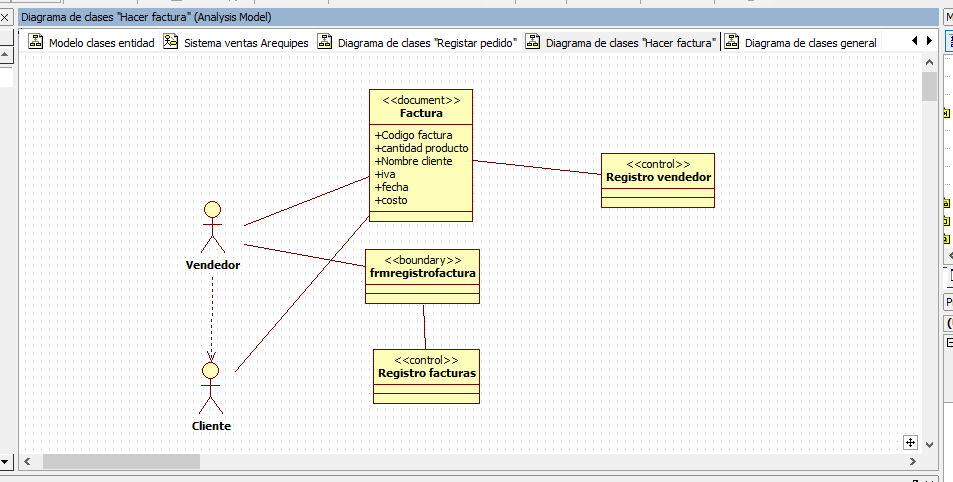 Diagrama de clases "Hacer factura" (Analysis Model)
Modelo clases entidad
Sistema ventas Arequipes
Diagrama de clases "Registar pedido"
Diagrama de clases "Hacer factura"
Diagrama de clases general
<<document>>
Factura
+Codigo factura
+cantidad producto
+Nombre cliente
+iva
+fecha
+costo
<<control>>
Registro vendedor
Vendedor
<<boundary>>
frmregistrofactura
<<control>>
Registro facturas
Cliente